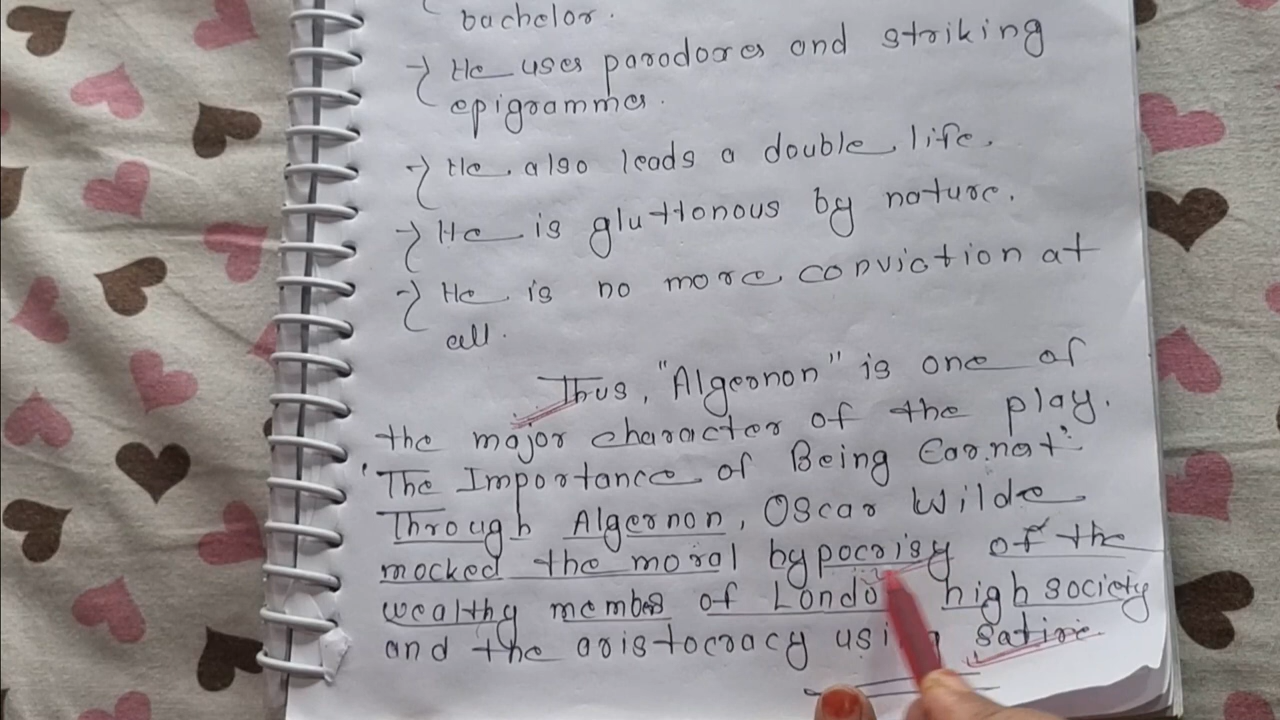 bachelor.
He uses paradoxes and striking
epigrammes.
He also leads a double life.
He is gluttonous by nature.
He is no more conviction at
all.
Thus, "Algernon" is one of
the major character of the play.
'The Importance of Being Earnest'.
Through Algernon, Oscar Wilde
mocked the moral hypocrisy of the
wealthy membes of London high society
and the aristocracy using satire